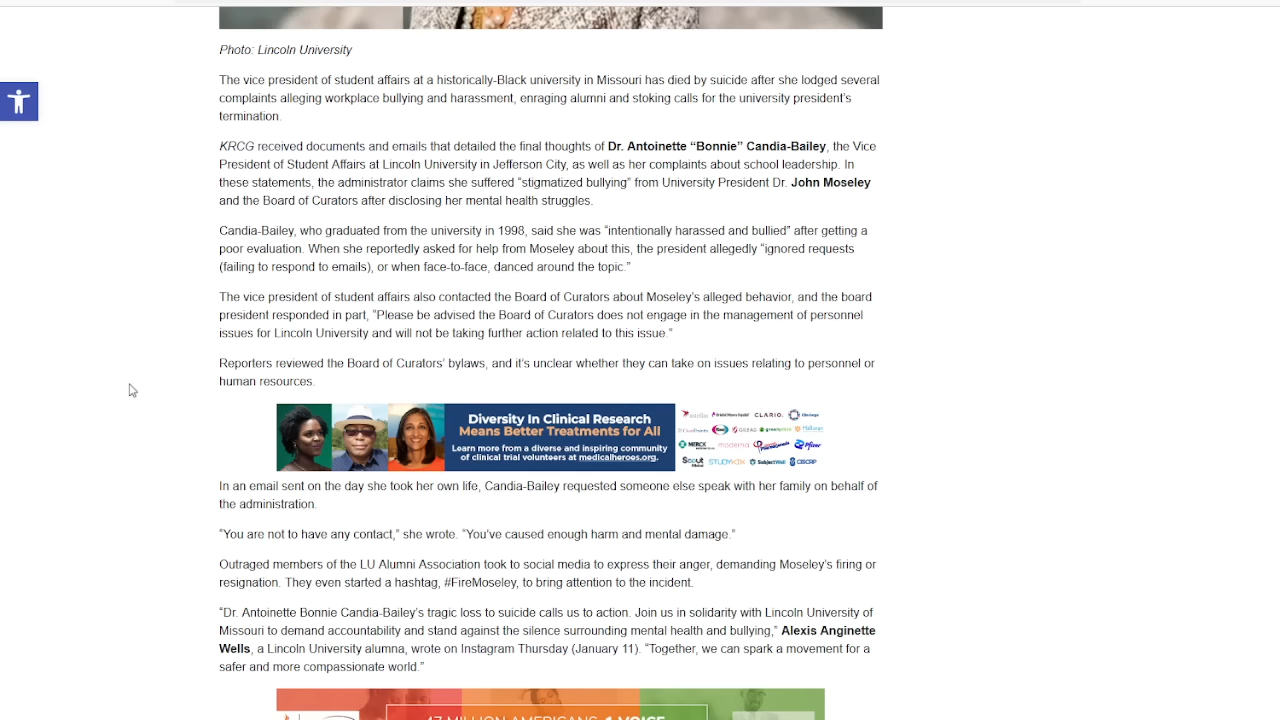 Photo: Lincoln University
The vice president of student affairs at a historically-Black university in Missouri has died by suicide after she lodged several
complaints alleging workplace bullying and harassment, enraging alumni and stoking calls for the university president's
termination.
KRCG received documents and emails that detailed the final thoughts of Dr. Antoinette “Bonnie” Candia-Bailey, the Vice
President of Student Affairs at Lincoln University in Jefferson City, as well as her complaints about school leadership. In
these statements, the administrator claims she suffered “stigmatized bullying” from University President Dr. John Moseley
and the Board of Curators after disclosing her mental health struggles.
Candia-Bailey, who graduated from the university in 1998, said she was “intentionally harassed and bullied” after getting a
poor evaluation. When she reportedly asked for help from Moseley about this, the president allegedly “ignored requests
(failing to respond to emails), or when face-to-face, danced around the topic.”
The vice president of student affairs also contacted the Board of Curators about Moseley's alleged behavior, and the board
president responded in part, “Please be advised the Board of Curators does not engage in the management of personnel
issues for Lincoln University and will not be taking further action related to this issue.”
Reporters reviewed the Board of Curators' bylaws, and it's unclear whether they can take on issues relating to personnel or
human resources.
Diversity In Clinical Research
Means Better Treatments for All
Learn more from a diverse and inspiring community
of clinical trial volunteers at medicalheroes.org.
CLARIO.
GILEAD
MERCK moderna Pfizer
Scout STUDYKIK SubjectWell CISCRP
In an email sent on the day she took her own life, Candia-Bailey requested someone else speak with her family on behalf of
the administration.
“You are not to have any contact,” she wrote. “You've caused enough harm and mental damage.”
Outraged members of the LU Alumni Association took to social media to express their anger, demanding Moseley's firing or
resignation. They even started a hashtag, #FireMoseley, to bring attention to the incident.
“Dr. Antoinette Bonnie Candia-Bailey's tragic loss to suicide calls us to action. Join us in solidarity with Lincoln University of
Missouri to demand accountability and stand against the silence surrounding mental health and bullying,” Alexis Anginette
Wells, a Lincoln University alumna, wrote on Instagram Thursday (January 11). “Together, we can spark a movement for a
safer and more compassionate world.”
47 MILLION AMERICANS. 1 VOICE